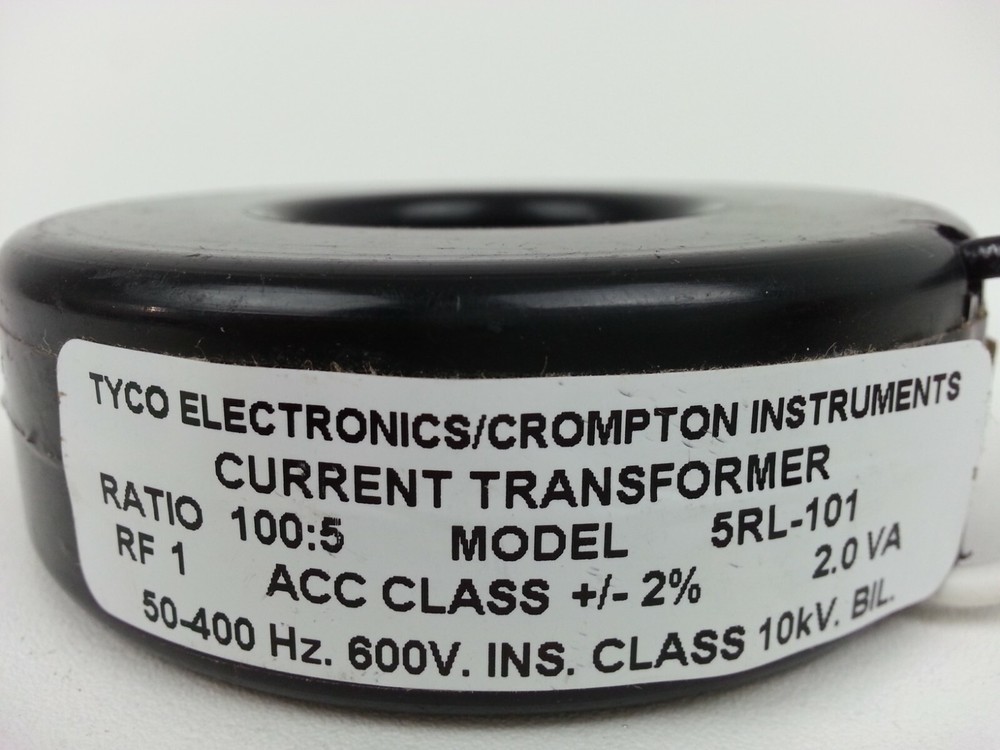 TYCO ELECTRONICS/CROMPTON INSTRUMENTS
CURRENT TRANSFORMER
RATIO 100:5 MODEL 5RL-101
RF 1 ACC CLASS +/- 2% 2.0 VA
50-400 Hz. 600V. INS. CLASS 10kV. BIL.